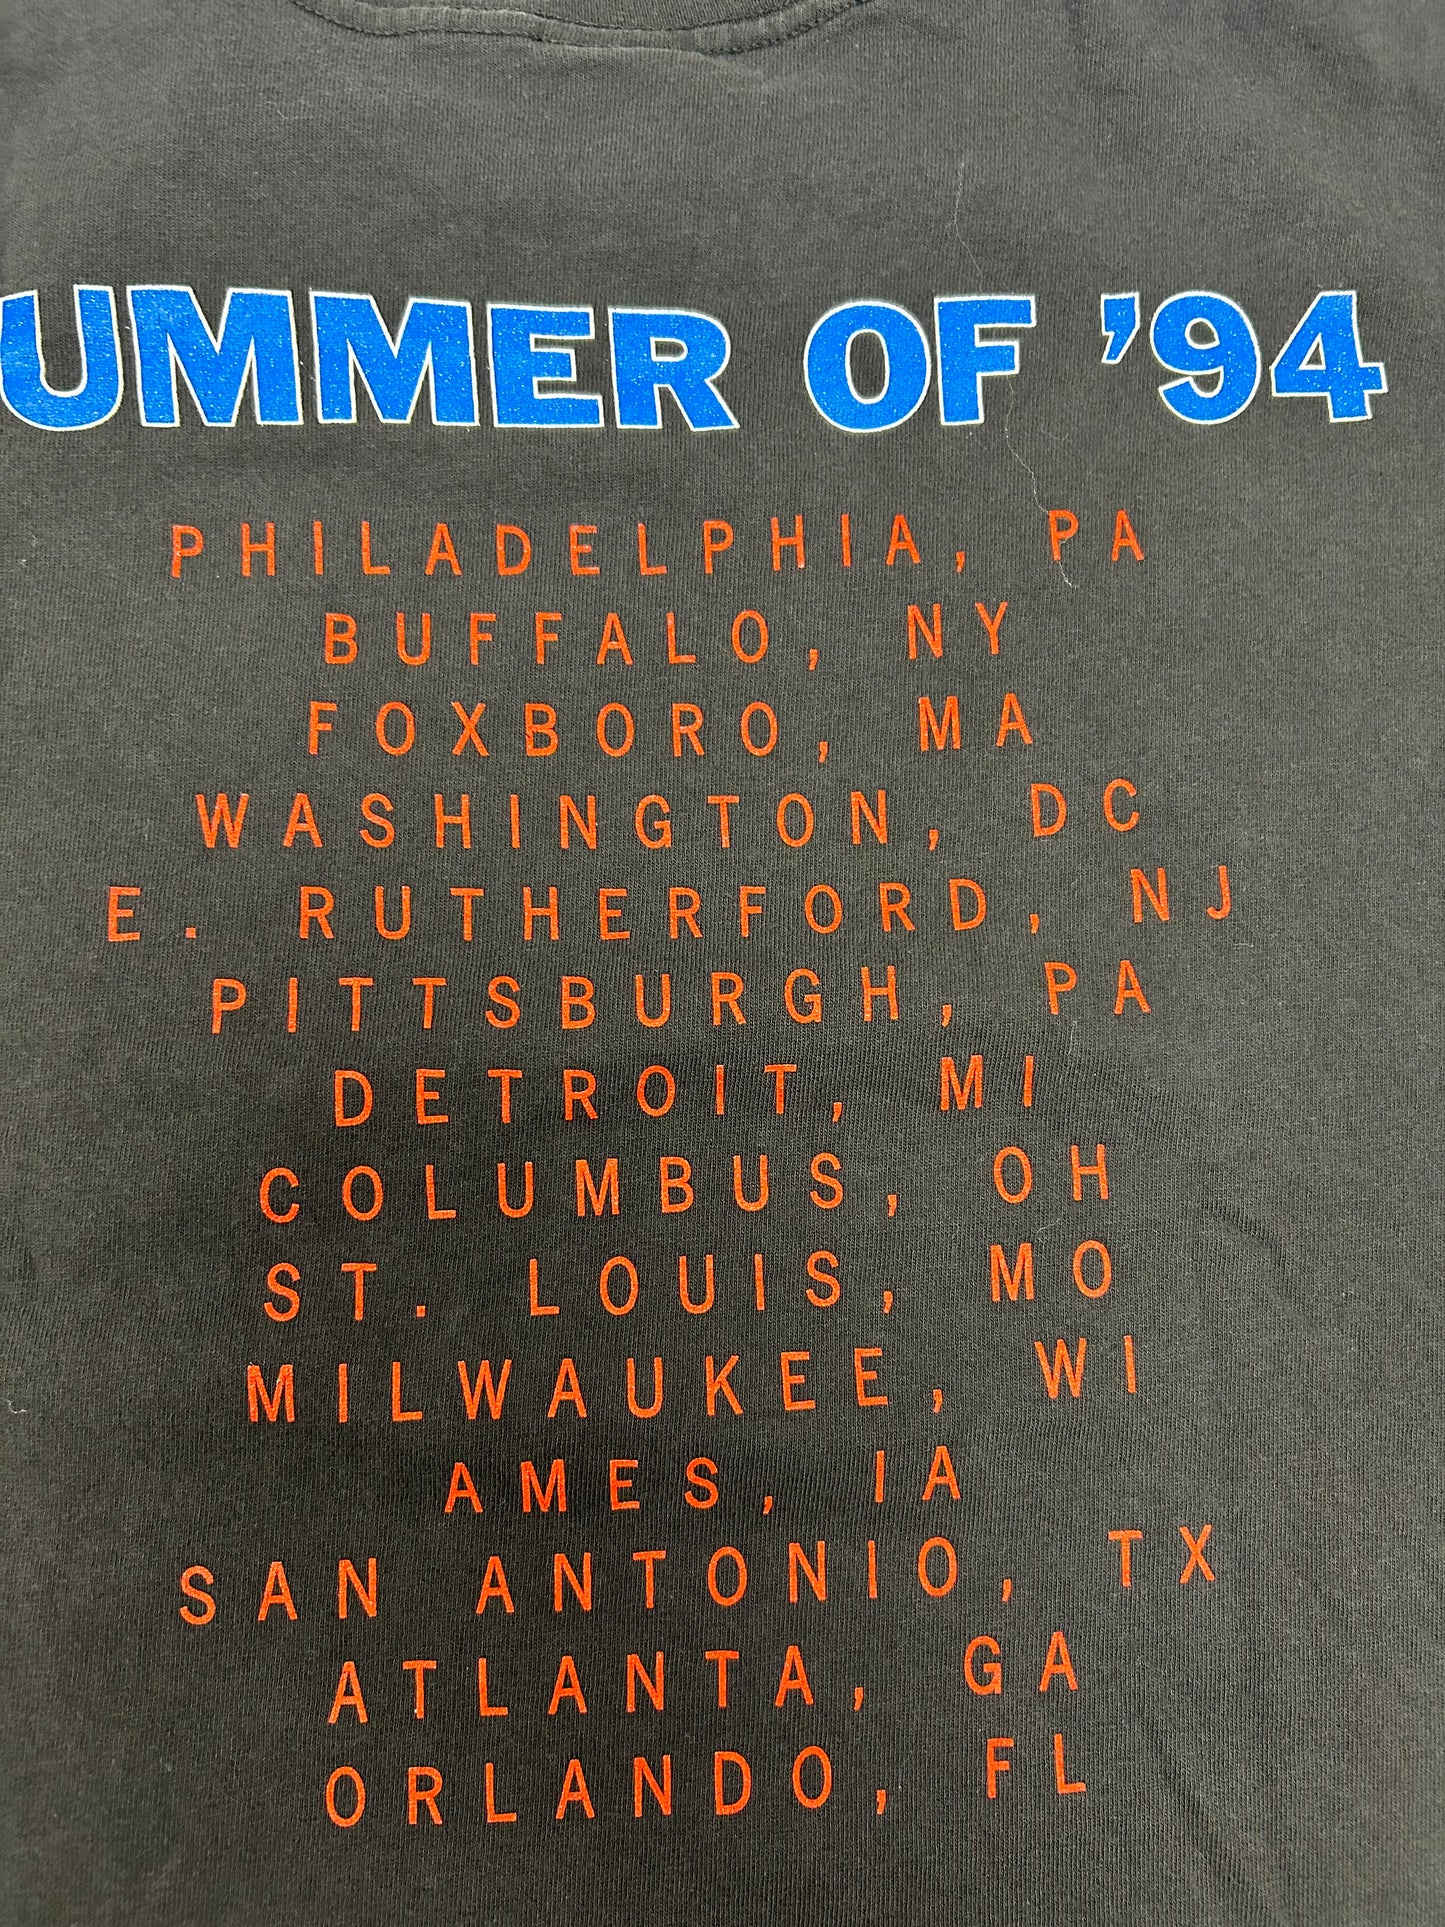 UMMER OF '94
PHILADELPHIA, PA
BUFFALO, NY
FOXBORO, MA
WASHINGTON, DC
E. RUTHERFORD, NJ
PITTSBURGH, PA
DETROIT, MI
COLUMBUS, OH
ST. LOUIS, MO
MILWAUKEE, WI
AMES, IA
SAN ANTONIO, TX
ATLANTA, GA
ORLANDO, FL